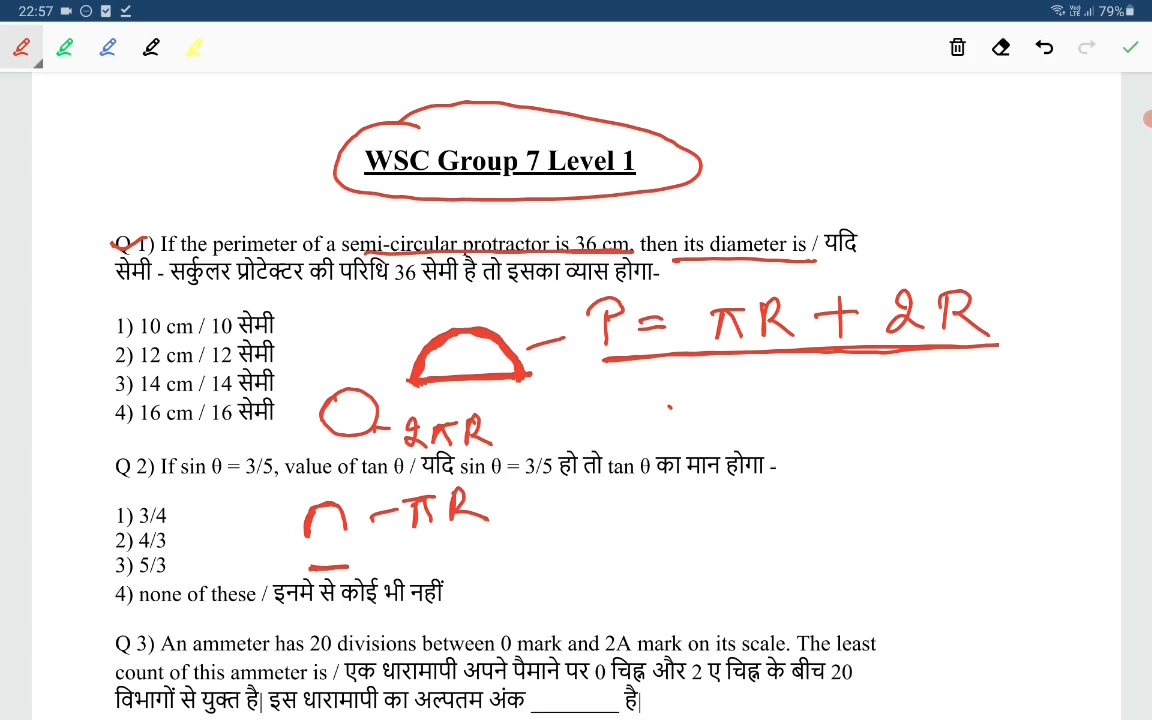 22:57
VoD LTE 79%
WSC Group 7 Level 1
Q 1) If the perimeter of a semi-circular protractor is 36 cm, then its diameter is / यदि
सेमी - सर्कुलर प्रोटेक्टर की परिधि 36 सेमी है तो इसका व्यास होगा-
P = πR + 2R
1) 10 cm / 10 सेमी
2) 12 cm / 12 सेमी
3) 14 cm / 14 सेमी
4) 16 cm / 16 सेमी
2πR
Q 2) If sin θ = 3/5, value of tan θ / यदि sin θ = 3/5 हो तो tan θ का मान होगा -
1) 3/4
πR
2) 4/3
3) 5/3
4) none of these / इनमे से कोई भी नहीं
Q 3) An ammeter has 20 divisions between 0 mark and 2A mark on its scale. The least
count of this ammeter is / एक धारामापी अपने पैमाने पर 0 चिह्न और 2 ए चिह्न के बीच 20
विभागों से युक्त है| इस धारामापी का अल्पतम अंक ________ है|